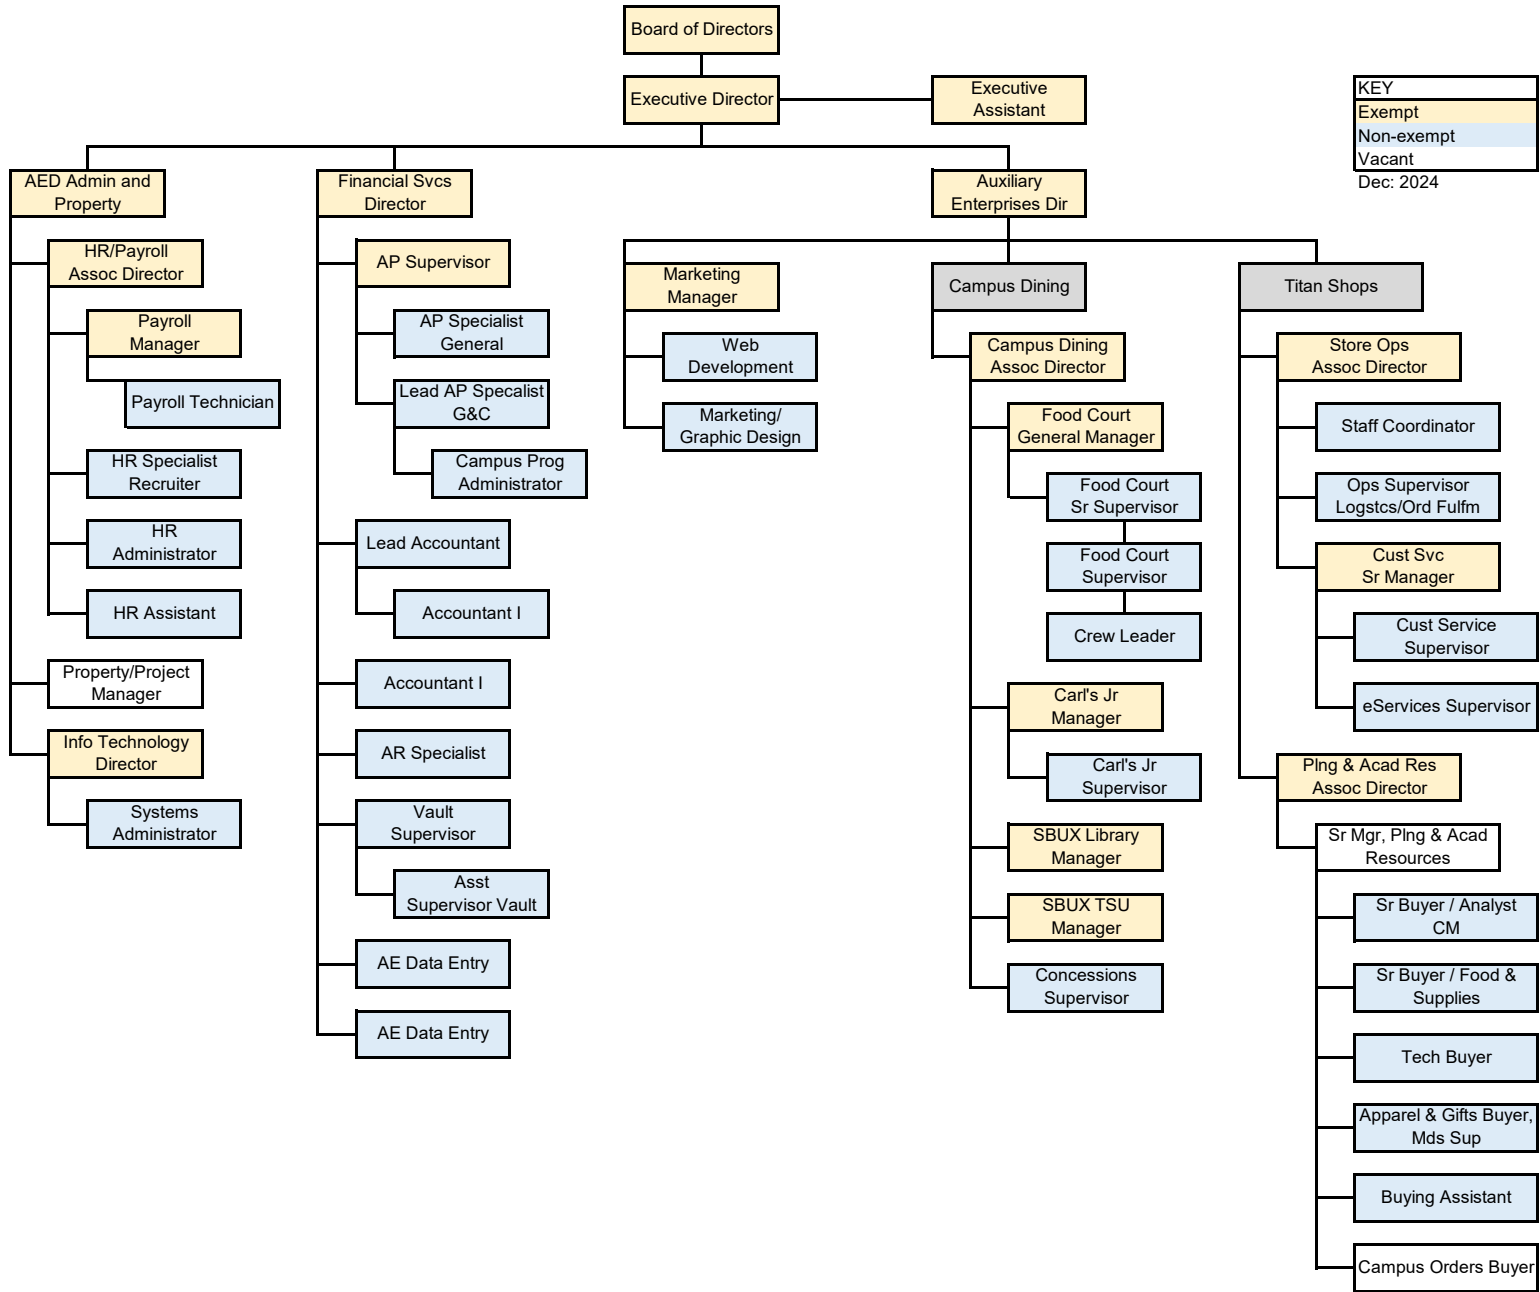 Board of Directors
Executive Director
Executive
Assistant
KEY
Exempt
Non-exempt
Vacant
Dec: 2024
AED Admin and
Property
HR/Payroll
Assoc Director
Payroll
Manager
Payroll Technician
HR Specialist
Recruiter
HR
Administrator
HR Assistant
Property/Project
Manager
Info Technology
Director
Systems
Administrator
Financial Svcs
Director
AP Supervisor
AP Specialist
General
Lead AP Specalist
G&C
Campus Prog
Administrator
Lead Accountant
Accountant I
Accountant I
AR Specialist
Vault
Supervisor
Asst
Supervisor Vault
AE Data Entry
AE Data Entry
Auxiliary
Enterprises Dir
Marketing
Manager
Web
Development
Marketing/
Graphic Design
Campus Dining
Campus Dining
Assoc Director
Food Court
General Manager
Food Court
Sr Supervisor
Food Court
Supervisor
Crew Leader
Carl's Jr
Manager
Carl's Jr
Supervisor
SBUX Library
Manager
SBUX TSU
Manager
Concessions
Supervisor
Titan Shops
Store Ops
Assoc Director
Staff Coordinator
Ops Supervisor
Logstcs/Ord Fulfm
Cust Svc
Sr Manager
Cust Service
Supervisor
eServices Supervisor
Plng & Acad Res
Assoc Director
Sr Mgr, Plng & Acad
Resources
Sr Buyer / Analyst
CM
Sr Buyer / Food &
Supplies
Tech Buyer
Apparel & Gifts Buyer,
Mds Sup
Buying Assistant
Campus Orders Buyer